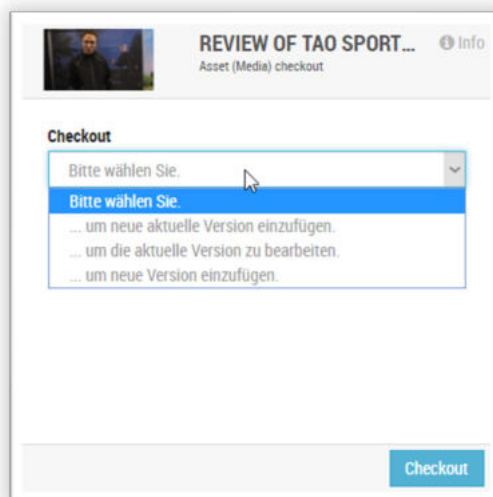 REVIEW OF TAO SPORT... Info
Asset (Media) checkout
Checkout
Bitte wählen Sie.
Bitte wählen Sie.
... um neue aktuelle Version einzufügen.
... um die aktuelle Version zu bearbeiten.
... um neue Version einzufügen.
Checkout